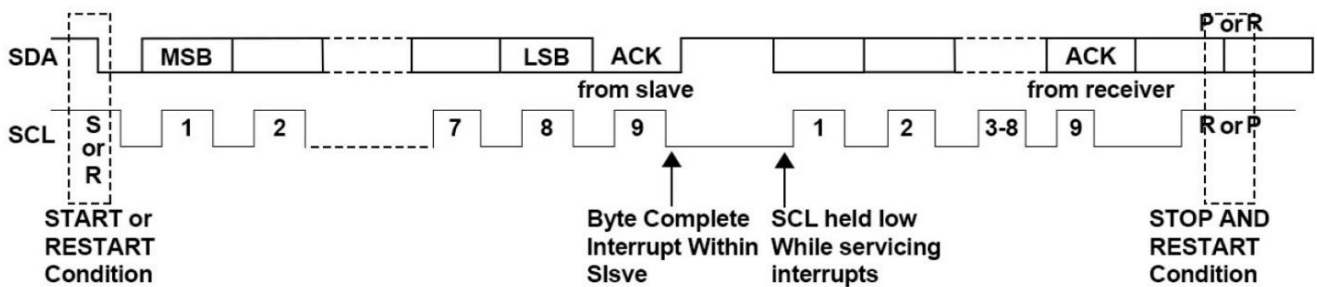 P or R
SDA MSB LSB ACK ACK
from slave from receiver
SCL S or R 1 2 7 8 9 1 2 3-8 9 R or P
START or RESTART Condition
Byte Complete
Interrupt Within
Slsve
SCL held low
While servicing
interrupts
STOP AND
RESTART
Condition